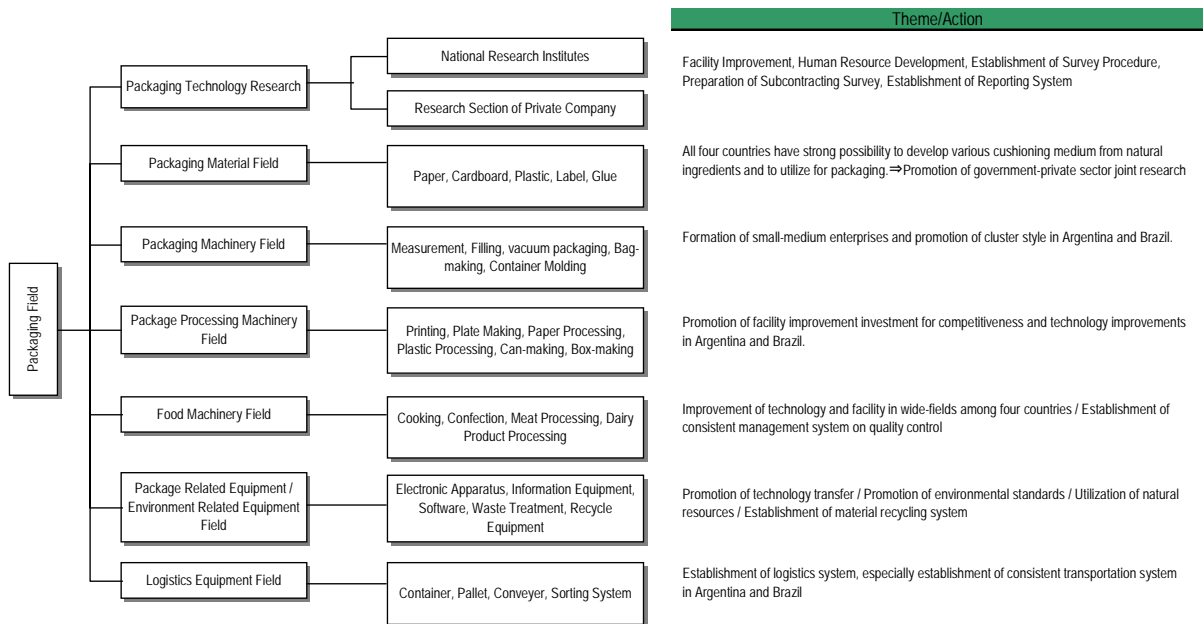 Theme/Action
Packaging Field
Packaging Technology Research
National Research Institutes
Research Section of Private Company
Facility Improvement, Human Resource Development, Establishment of Survey Procedure,
Preparation of Subcontracting Survey, Establishment of Reporting System
Packaging Material Field
Paper, Cardboard, Plastic, Label, Glue
All four countries have strong possibility to develop various cushioning medium from natural
ingredients and to utilize for packaging.⇒Promotion of government-private sector joint research
Packaging Machinery Field
Measurement, Filling, vacuum packaging, Bag-
making, Container Molding
Formation of small-medium enterprises and promotion of cluster style in Argentina and Brazil.
Package Processing Machinery
Field
Printing, Plate Making, Paper Processing,
Plastic Processing, Can-making, Box-making
Promotion of facility improvement investment for competitiveness and technology improvements
in Argentina and Brazil.
Food Machinery Field
Cooking, Confection, Meat Processing, Dairy
Product Processing
Improvement of technology and facility in wide-fields among four countries / Establishment of
consistent management system on quality control
Package Related Equipment /
Environment Related Equipment
Field
Electronic Apparatus, Information Equipment,
Software, Waste Treatment, Recycle
Equipment
Promotion of technology transfer / Promotion of environmental standards / Utilization of natural
resources / Establishment of material recycling system
Logistics Equipment Field
Container, Pallet, Conveyer, Sorting System
Establishment of logistics system, especially establishment of consistent transportation system
in Argentina and Brazil